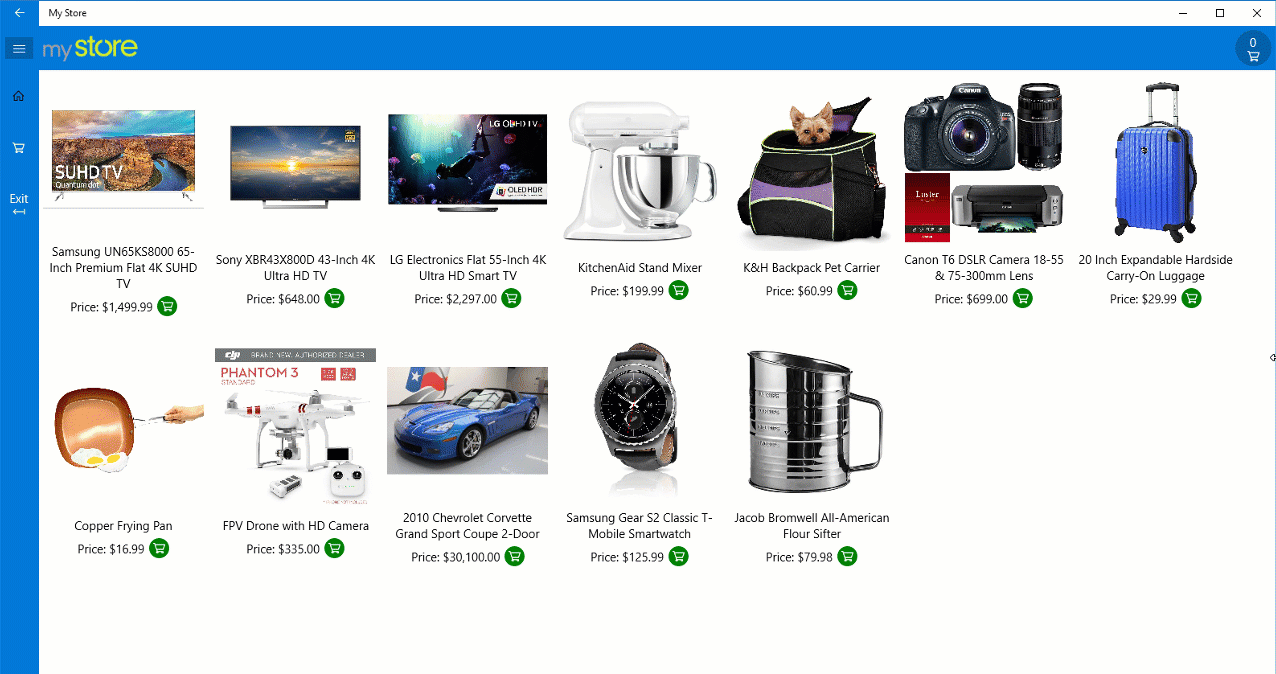 My Store
my store
0
Exit
SUHD TV
Quantum dot
4K
HDR
LG OLED TV
OLED HDR
Canon
Luster
Samsung UN65KS8000 65-
Inch Premium Flat 4K SUHD
TV
Price: $1,499.99
Sony XBR43X800D 43-Inch 4K
Ultra HD TV
Price: $648.00
LG Electronics Flat 55-Inch 4K
Ultra HD Smart TV
Price: $2,297.00
KitchenAid Stand Mixer
Price: $199.99
K&H Backpack Pet Carrier
Price: $60.99
Canon T6 DSLR Camera 18-55
& 75-300mm Lens
Price: $699.00
20 Inch Expandable Hardside
Carry-On Luggage
Price: $29.99
dji BRAND NEW. AUTHORIZED DEALER
PHANTOM 3
STANDARD
Copper Frying Pan
Price: $16.99
FPV Drone with HD Camera
Price: $335.00
2010 Chevrolet Corvette
Grand Sport Coupe 2-Door
Price: $30,100.00
Samsung Gear S2 Classic T-
Mobile Smartwatch
Price: $125.99
Jacob Bromwell All-American
Flour Sifter
Price: $79.98